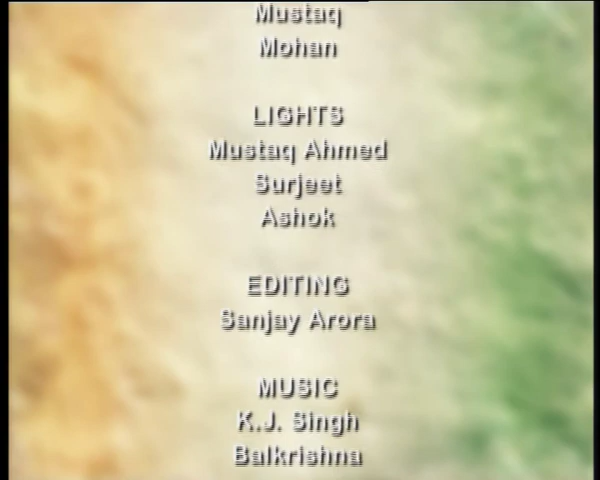 Mustaq
Mohan
LIGHTS
Mustaq Ahmed
Surjeet
Ashok
EDITING
Sanjay Arora
MUSIC
K.J. Singh
Balkrishna